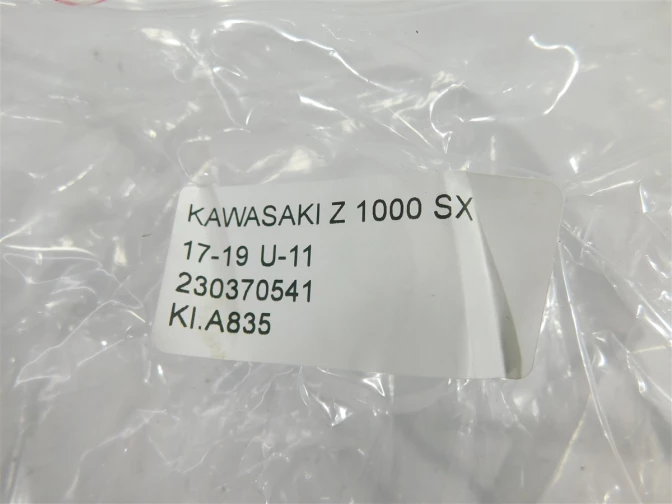 KAWASAKI Z 1000 SX
17-19 U-11
230370541
KI.A835